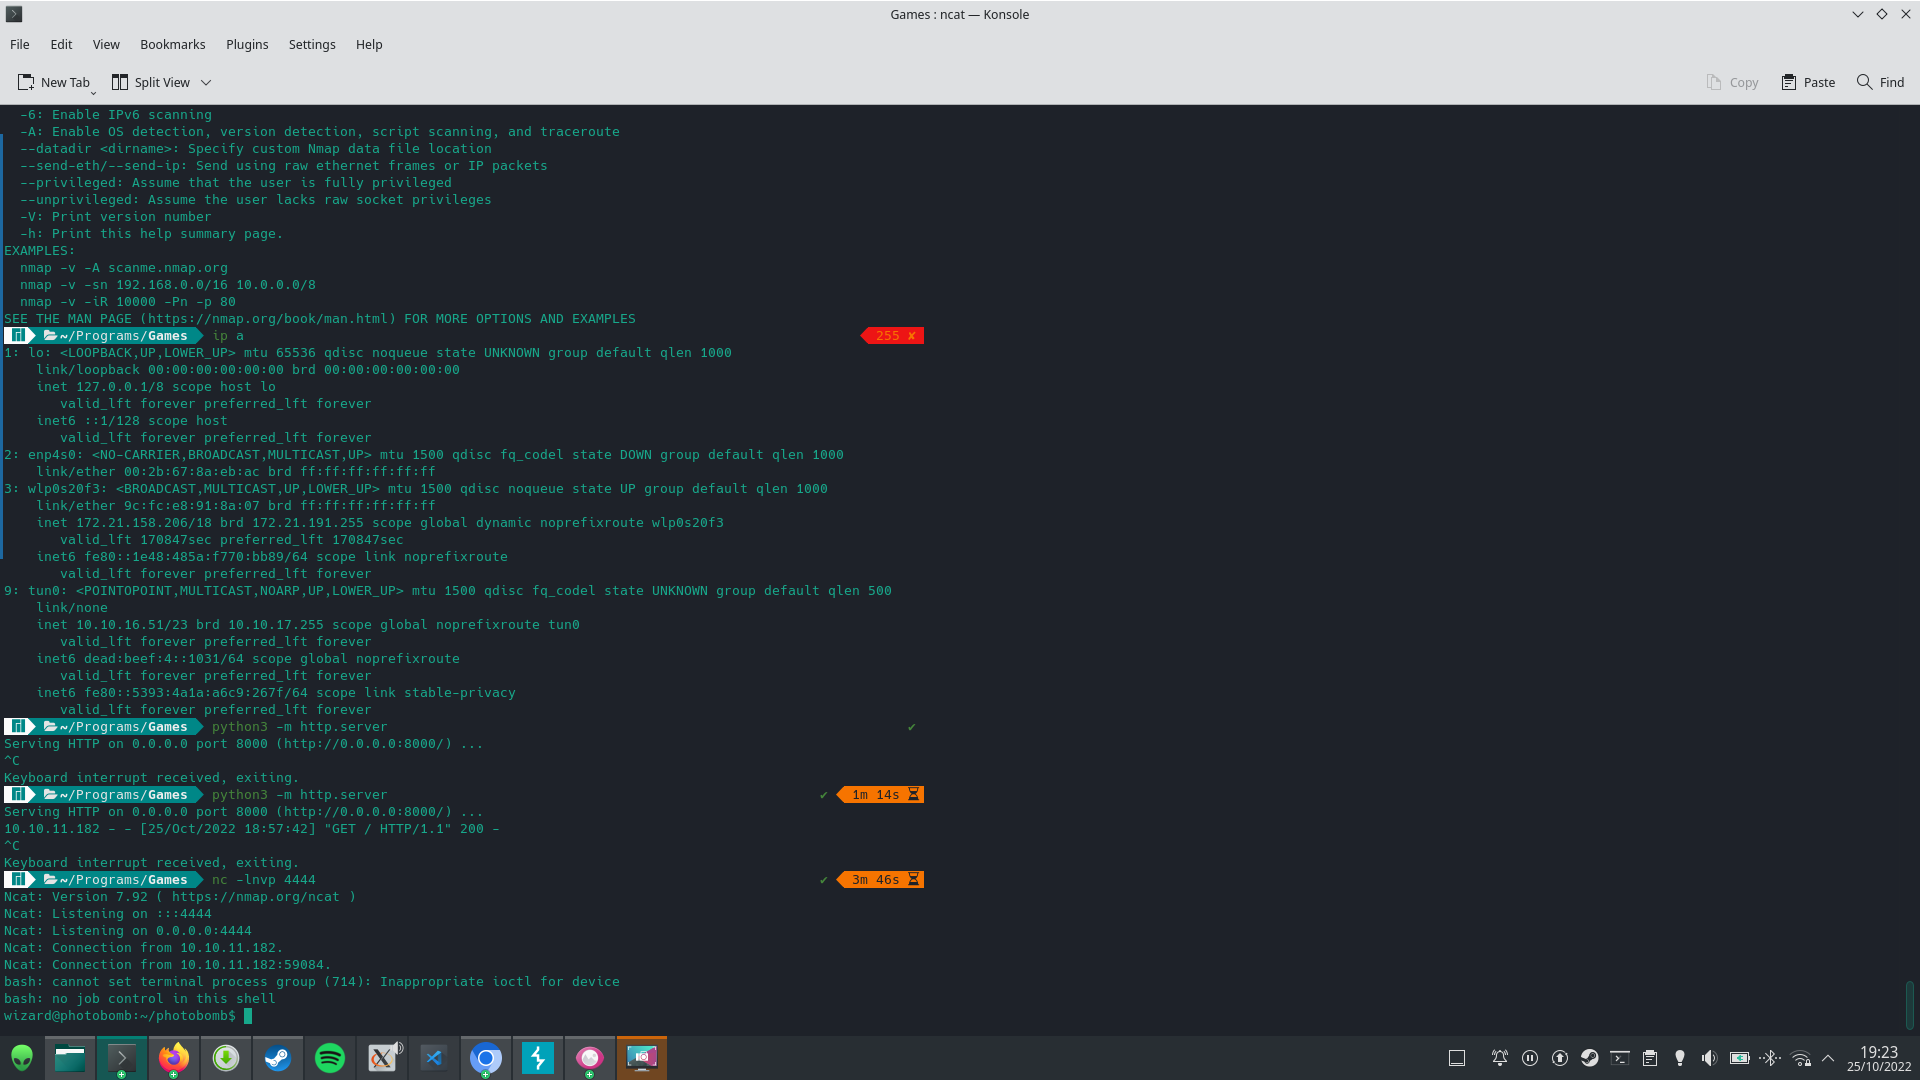 Games : ncat — Konsole
File Edit View Bookmarks Plugins Settings Help
New Tab Split View Copy Paste Find
-6: Enable IPv6 scanning
-A: Enable OS detection, version detection, script scanning, and traceroute
--datadir <dirname>: Specify custom Nmap data file location
--send-eth/--send-ip: Send using raw ethernet frames or IP packets
--privileged: Assume that the user is fully privileged
--unprivileged: Assume the user lacks raw socket privileges
-V: Print version number
-h: Print this help summary page.
EXAMPLES:
nmap -v -A scanme.nmap.org
nmap -v -sn 192.168.0.0/16 10.0.0.0/8
nmap -v -iR 10000 -Pn -p 80
SEE THE MAN PAGE (https://nmap.org/book/man.html) FOR MORE OPTIONS AND EXAMPLES
~/Programs/Games ip a 255 ✘
1: lo: <LOOPBACK,UP,LOWER_UP> mtu 65536 qdisc noqueue state UNKNOWN group default qlen 1000
link/loopback 00:00:00:00:00:00 brd 00:00:00:00:00:00
inet 127.0.0.1/8 scope host lo
valid_lft forever preferred_lft forever
inet6 ::1/128 scope host
valid_lft forever preferred_lft forever
2: enp4s0: <NO-CARRIER,BROADCAST,MULTICAST,UP> mtu 1500 qdisc fq_codel state DOWN group default qlen 1000
link/ether 00:2b:67:8a:eb:ac brd ff:ff:ff:ff:ff:ff
3: wlp0s20f3: <BROADCAST,MULTICAST,UP,LOWER_UP> mtu 1500 qdisc noqueue state UP group default qlen 1000
link/ether 9c:fc:e8:91:8a:07 brd ff:ff:ff:ff:ff:ff
inet 172.21.158.206/18 brd 172.21.191.255 scope global dynamic noprefixroute wlp0s20f3
valid_lft 170847sec preferred_lft 170847sec
inet6 fe80::1e48:485a:f770:bb89/64 scope link noprefixroute
valid_lft forever preferred_lft forever
9: tun0: <POINTOPOINT,MULTICAST,NOARP,UP,LOWER_UP> mtu 1500 qdisc fq_codel state UNKNOWN group default qlen 500
link/none
inet 10.10.16.51/23 brd 10.10.17.255 scope global noprefixroute tun0
valid_lft forever preferred_lft forever
inet6 dead:beef:4::1031/64 scope global noprefixroute
valid_lft forever preferred_lft forever
inet6 fe80::5393:4a1a:a6c9:267f/64 scope link stable-privacy
valid_lft forever preferred_lft forever
~/Programs/Games python3 -m http.server ✔
Serving HTTP on 0.0.0.0 port 8000 (http://0.0.0.0:8000/) ...
^C
Keyboard interrupt received, exiting.
~/Programs/Games python3 -m http.server ✔ 1m 14s
Serving HTTP on 0.0.0.0 port 8000 (http://0.0.0.0:8000/) ...
10.10.11.182 - - [25/Oct/2022 18:57:42] "GET / HTTP/1.1" 200 -
^C
Keyboard interrupt received, exiting.
~/Programs/Games nc -lnvp 4444 ✔ 3m 46s
Ncat: Version 7.92 ( https://nmap.org/ncat )
Ncat: Listening on :::4444
Ncat: Listening on 0.0.0.0:4444
Ncat: Connection from 10.10.11.182.
Ncat: Connection from 10.10.11.182:59084.
bash: cannot set terminal process group (714): Inappropriate ioctl for device
bash: no job control in this shell
wizard@photobomb:~/photobomb$
19:23
25/10/2022